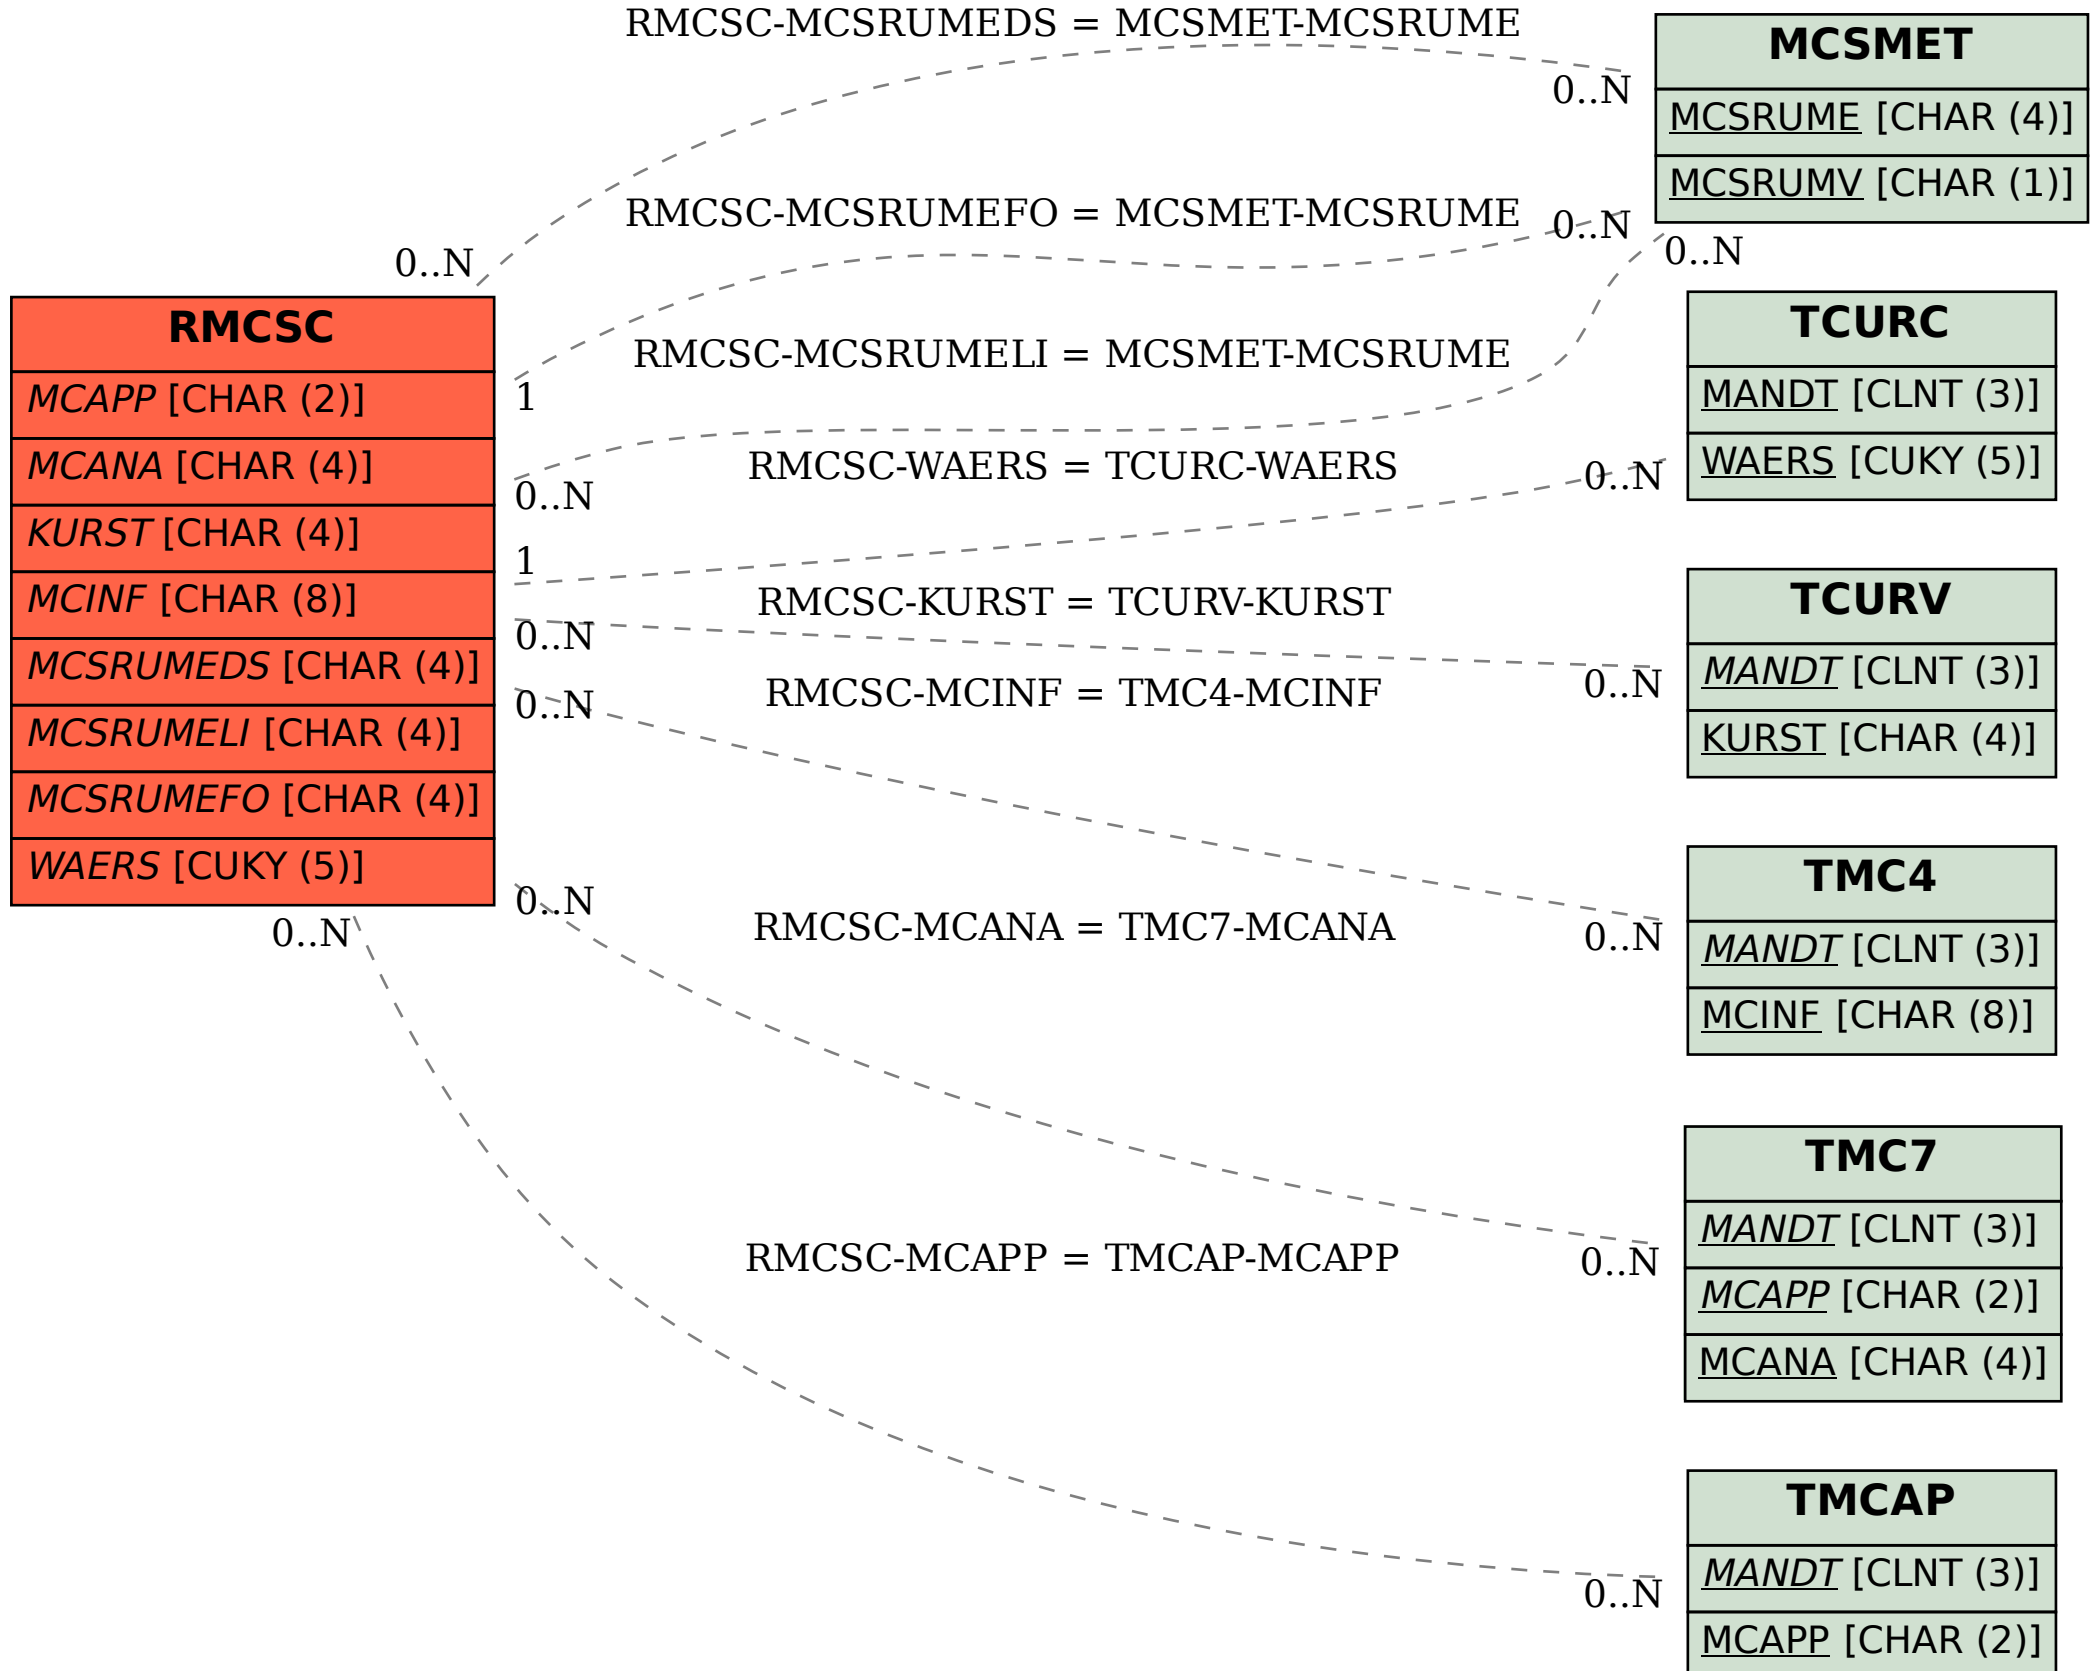 RMCSC-MCSRUMEDS = MCSMET-MCSRUME
0..N
0..N
RMCSC-MCSRUMEFO = MCSMET-MCSRUME
0..N
1
RMCSC-MCSRUMELI = MCSMET-MCSRUME
0..N
0..N
RMCSC-WAERS = TCURC-WAERS
0..N
1
RMCSC-KURST = TCURV-KURST
0..N
0..N
RMCSC-MCINF = TMC4-MCINF
0..N
0..N
RMCSC-MCANA = TMC7-MCANA
0..N
0..N
RMCSC-MCAPP = TMCAP-MCAPP
0..N
0..N
RMCSC
MCAPP [CHAR (2)]
MCANA [CHAR (4)]
KURST [CHAR (4)]
MCINF [CHAR (8)]
MCSRUMEDS [CHAR (4)]
MCSRUMELI [CHAR (4)]
MCSRUMEFO [CHAR (4)]
WAERS [CUKY (5)]
MCSMET
MCSRUME [CHAR (4)]
MCSRUMV [CHAR (1)]
TCURC
MANDT [CLNT (3)]
WAERS [CUKY (5)]
TCURV
MANDT [CLNT (3)]
KURST [CHAR (4)]
TMC4
MANDT [CLNT (3)]
MCINF [CHAR (8)]
TMC7
MANDT [CLNT (3)]
MCAPP [CHAR (2)]
MCANA [CHAR (4)]
TMCAP
MANDT [CLNT (3)]
MCAPP [CHAR (2)]